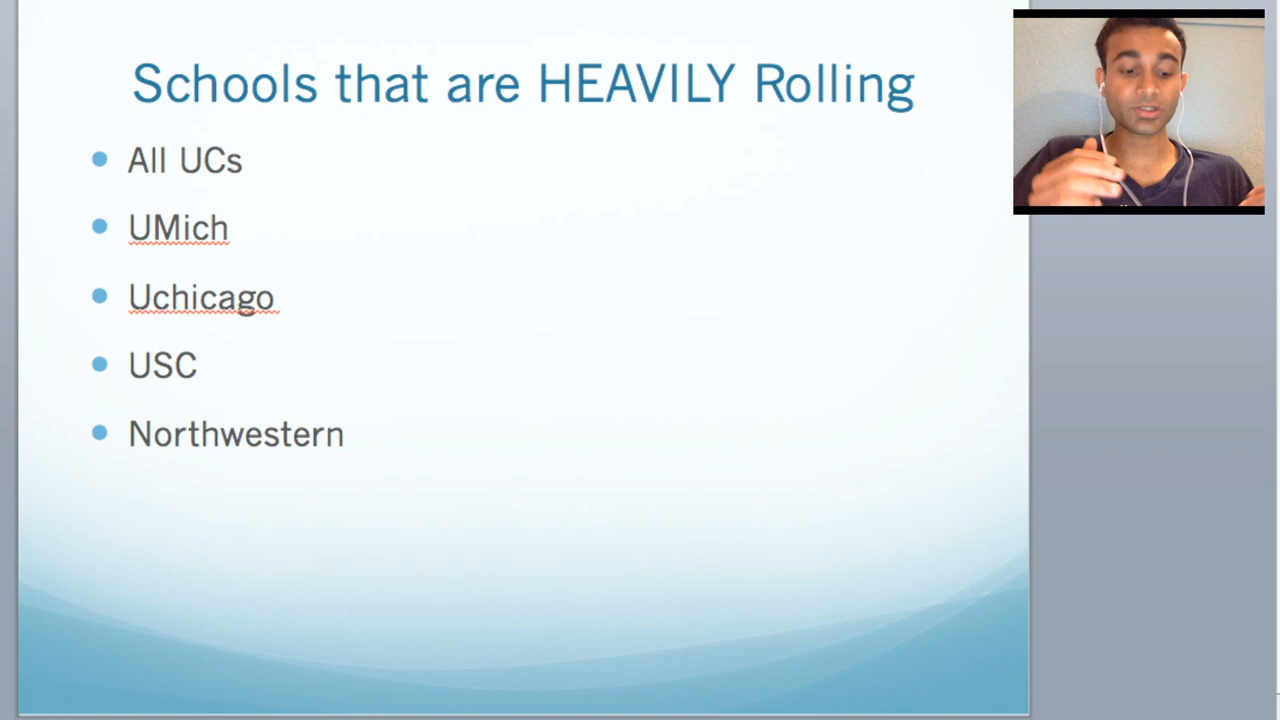 Schools that are HEAVILY Rolling
All UCs
UMich
Uchicago
USC
Northwestern